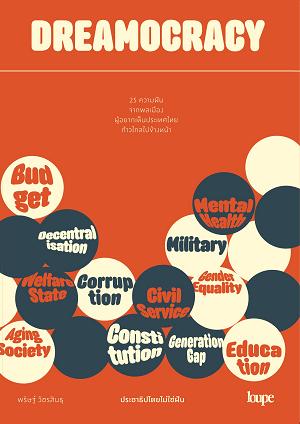 DREAMOCRACY
25 ความฝัน
จากพลเมือง
ผู้อยากเห็นประเทศไทย
ก้าวไกลไปข้างหน้า
Bud
get
Mental
Health
Decentral
isation
Military
Welfare
State
Corrup
tion
Civil
Service
Gender
Equality
Aging
Society
Consti
tution
Generation
Gap
Educa
tion
พริษฐ์ วัชรสินธุ
ประชาธิปไตยไม่ใช่ฝัน
loupe